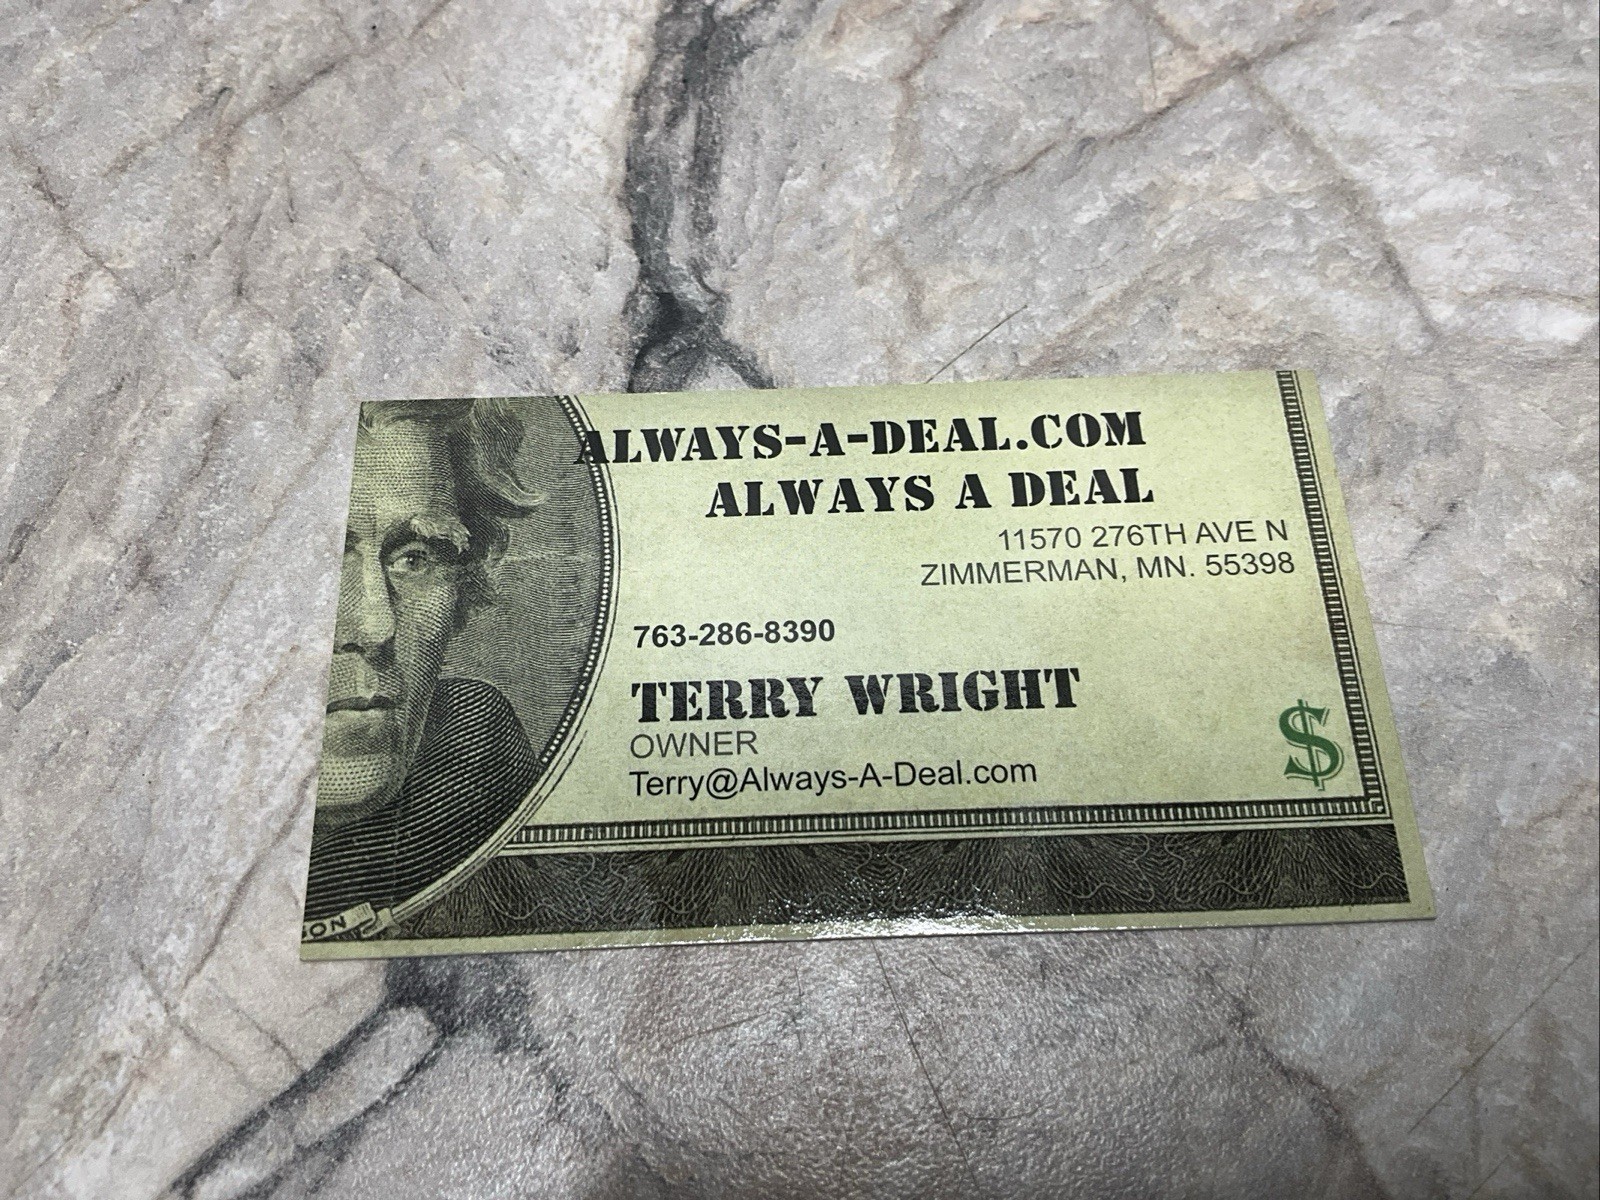 ALWAYS-A-DEAL.COM
ALWAYS A DEAL
11570 276TH AVE N
ZIMMERMAN, MN. 55398
763-286-8390
TERRY WRIGHT
OWNER
Terry@Always-A-Deal.com
$
SON